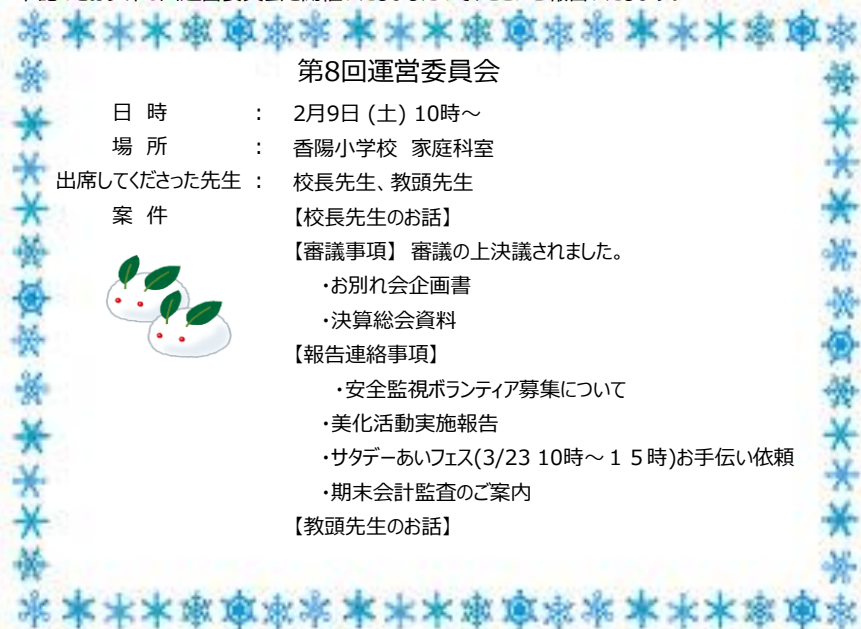 第8回運営委員会
日 時 : 2月9日 (土) 10時～
場 所 : 香陽小学校 家庭科室
出席してくださった先生 : 校長先生、教頭先生
案 件 【校長先生のお話】
【審議事項】 審議の上決議されました。
・お別れ会企画書
・決算総会資料
【報告連絡事項】
・安全監視ボランティア募集について
・美化活動実施報告
・サタデーあいフェス(3/23 10時～１５時)お手伝い依頼
・期末会計監査のご案内
【教頭先生のお話】